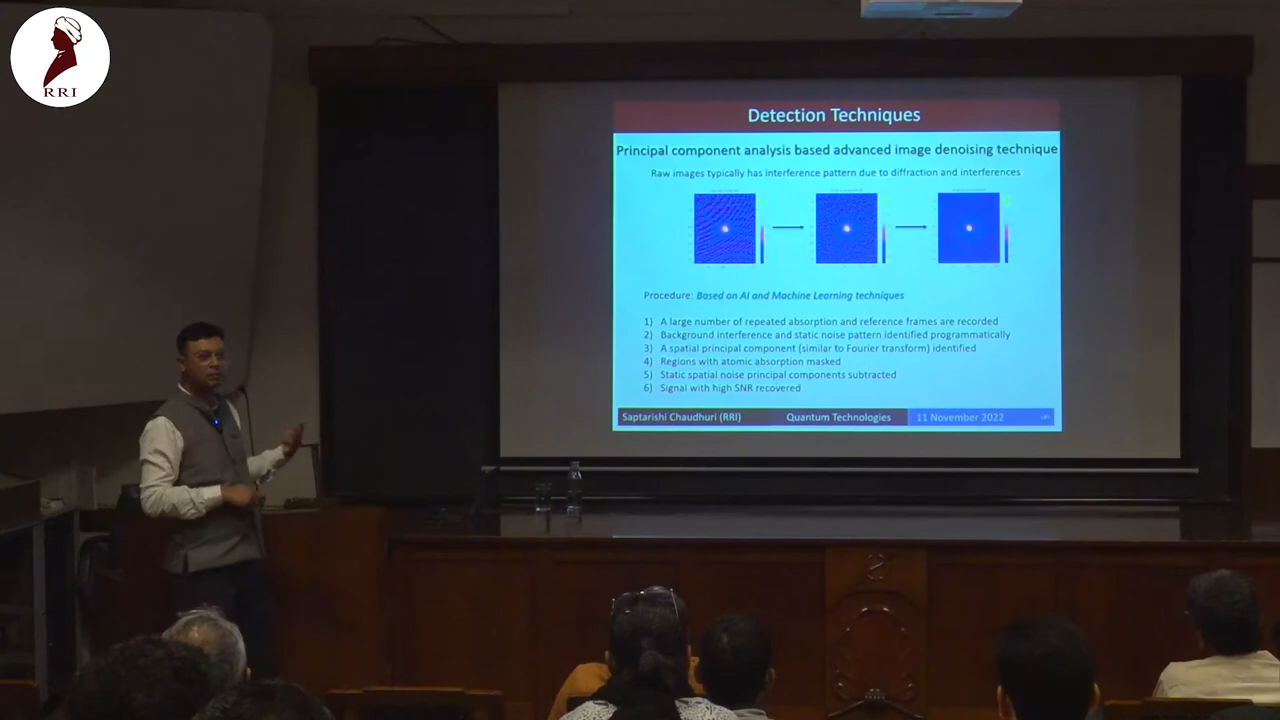 RRI
Detection Techniques
Principal component analysis based advanced image denoising technique
Raw images typically has interference pattern due to diffraction and interferences
Procedure: Based on AI and Machine Learning techniques
1) A large number of repeated absorption and reference frames are recorded
2) Background interference and static noise pattern identified programmatically
3) A spatial principal component (similar to Fourier transform) identified
4) Regions with atomic absorption masked
5) Static spatial noise principal components subtracted
6) Signal with high SNR recovered
Saptarishi Chaudhuri (RRI) Quantum Technologies 11 November 2022